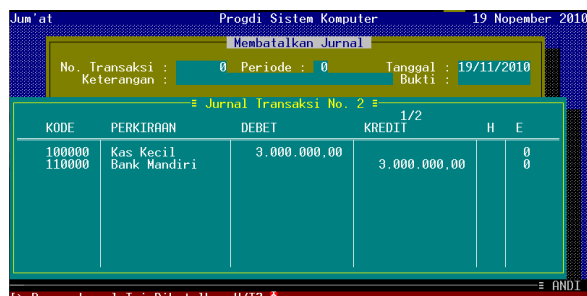 Jum'at Progdi Sistem Komputer 19 Nopember 2010
Membatalkan Jurnal
No. Transaksi : 0 Periode : 0 Tanggal : 19/11/2010
Keterangan : Bukti :
Jurnal Transaksi No. 2
1/2
KODE PERKIRAAN DEBET KREDIT H E
100000 Kas Kecil 3.000.000,00 0
110000 Bank Mandiri 3.000.000,00 0
ANDI